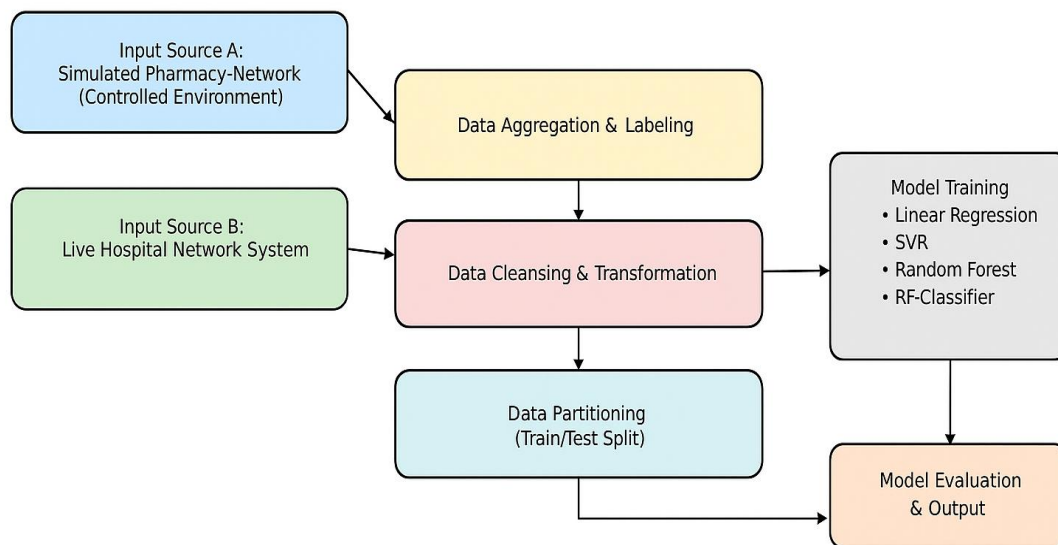 Input Source A:
Simulated Pharmacy-Network
(Controlled Environment)
Data Aggregation & Labeling
Input Source B:
Live Hospital Network System
Data Cleansing & Transformation
Model Training
• Linear Regression
• SVR
• Random Forest
• RF-Classifier
Data Partitioning
(Train/Test Split)
Model Evaluation
& Output